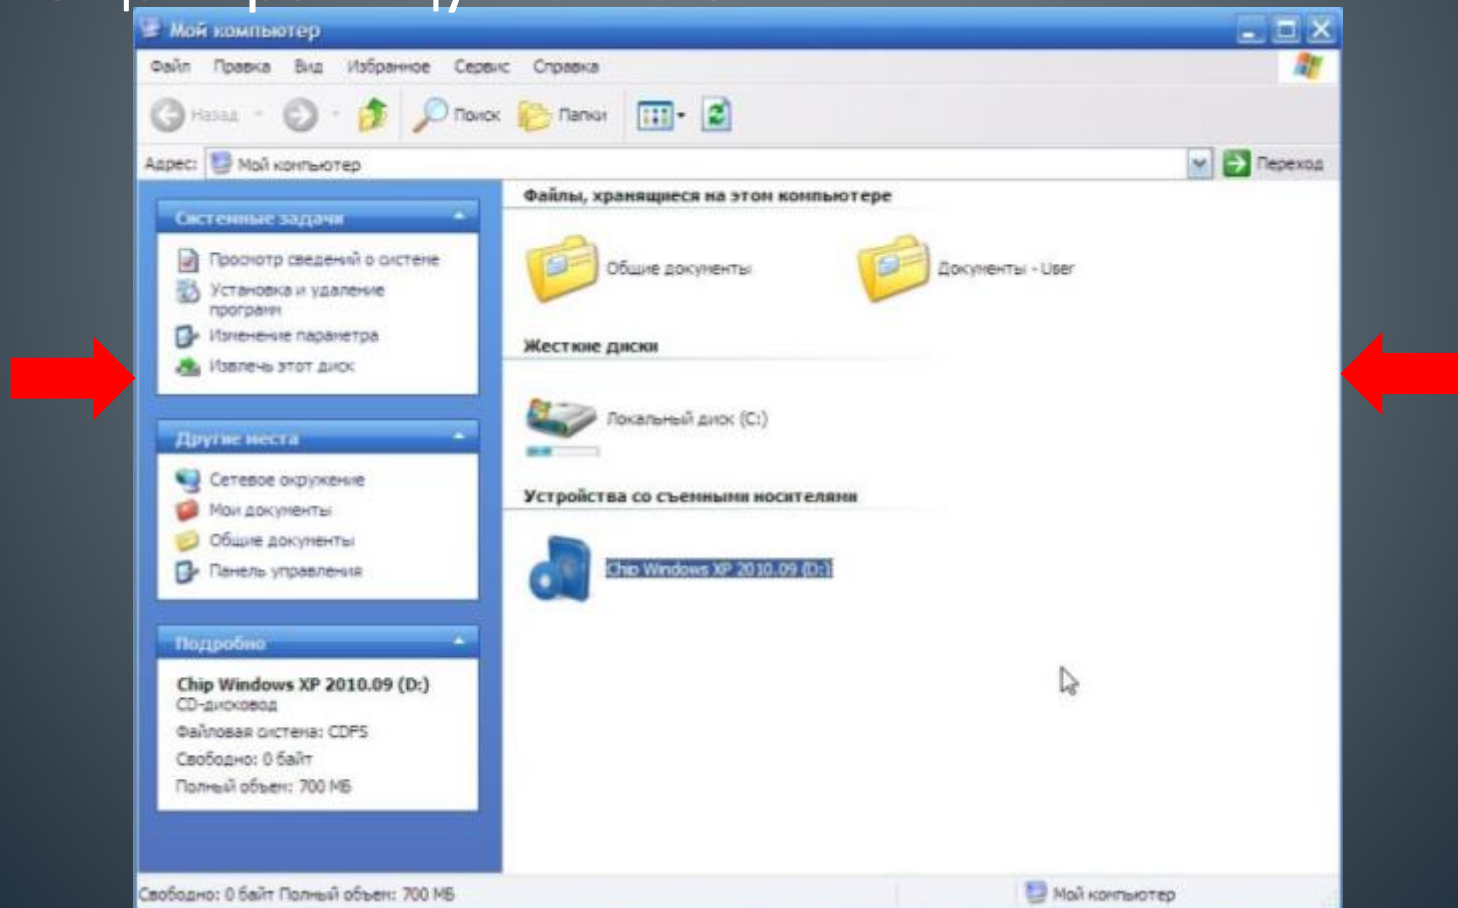 Мой компьютер
Файл Правка Вид Избранное Сервис Справка
Назад Поиск Папки
Адрес: Мой компьютер Переход
Системные задачи
Просмотр сведений о системе
Установка и удаление
программ
Изменение параметра
Извлечь этот диск
Другие места
Сетевое окружение
Мои документы
Общие документы
Панель управления
Подробно
Chip Windows XP 2010.09 (D:)
CD-дисковод
Файловая система: CDFS
Свободно: 0 байт
Полный объем: 700 МБ
Файлы, хранящиеся на этом компьютере
Общие документы Документы - User
Жесткие диски
Локальный диск (C:)
Устройства со съемными носителями
Chip Windows XP 2010.09 (D:)
Свободно: 0 байт Полный объем: 700 МБ Мой компьютер